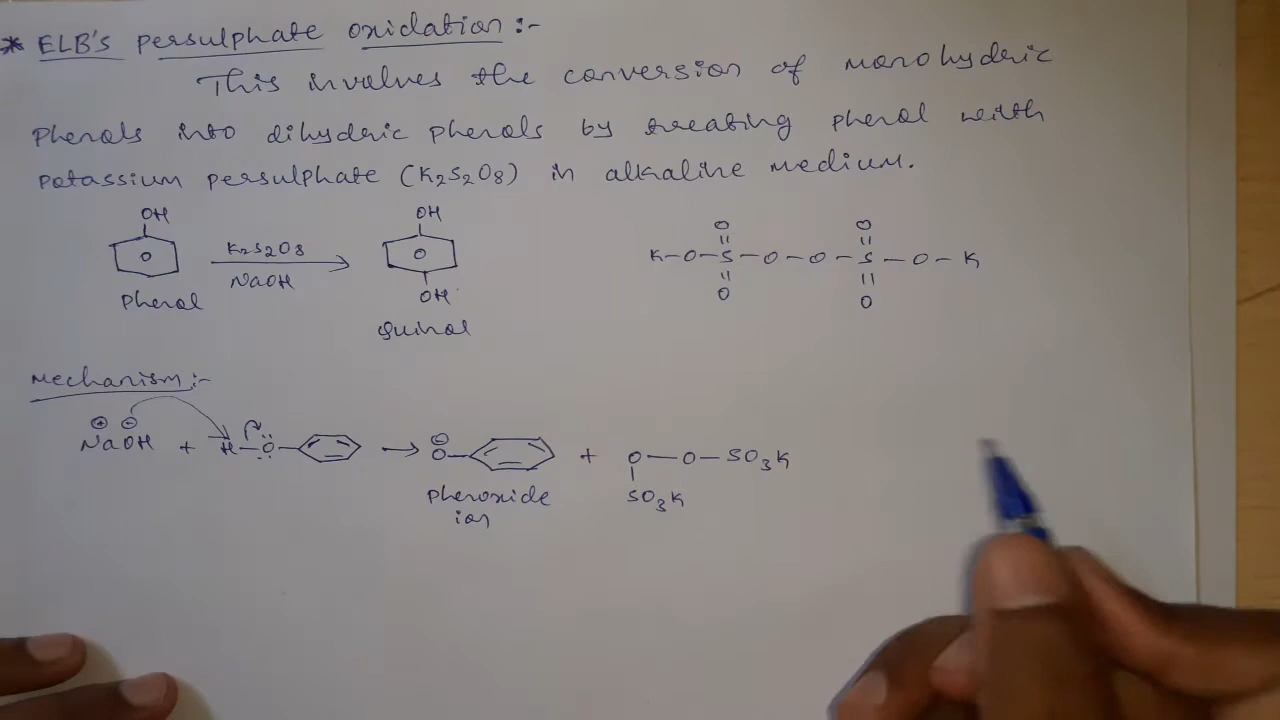 * ELB's persulphate oxidation :-
This involves the conversion of monohydric
Phenols into dihydric phenols by treating phenol with
potassium persulphate (K2S2O8) in alkaline medium.
OH
K2S2O8
NaOH
Phenol
OH
OH
Quinol
O O
K-O-S-O-O-S-O-K
O O
Mechanism :-
⊕ ⊖
NaOH + H-O- → O- + O-O-SO3K
⊖
SO3K
Phenoxide
ion